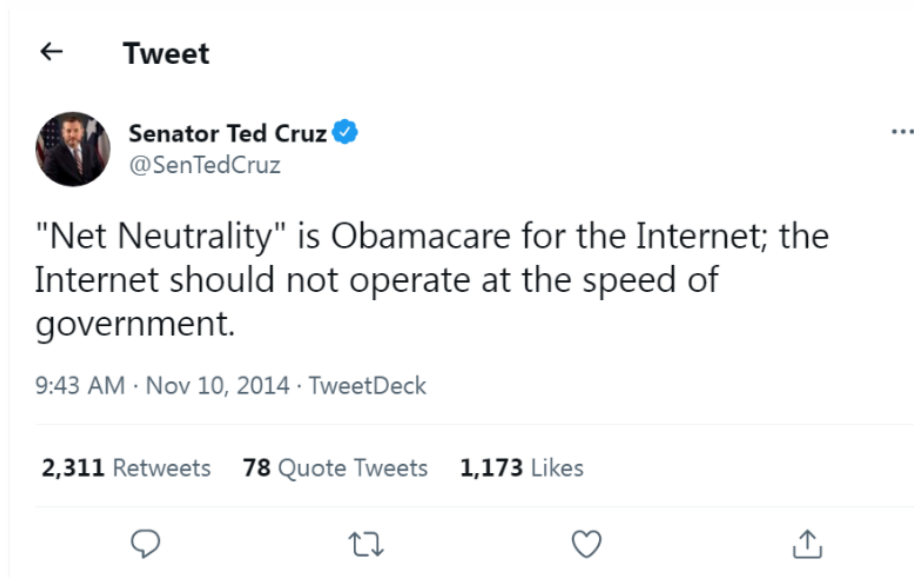 Tweet
Senator Ted Cruz
@SenTedCruz
"Net Neutrality" is Obamacare for the Internet; the
Internet should not operate at the speed of
government.
9:43 AM · Nov 10, 2014 · TweetDeck
2,311 Retweets 78 Quote Tweets 1,173 Likes